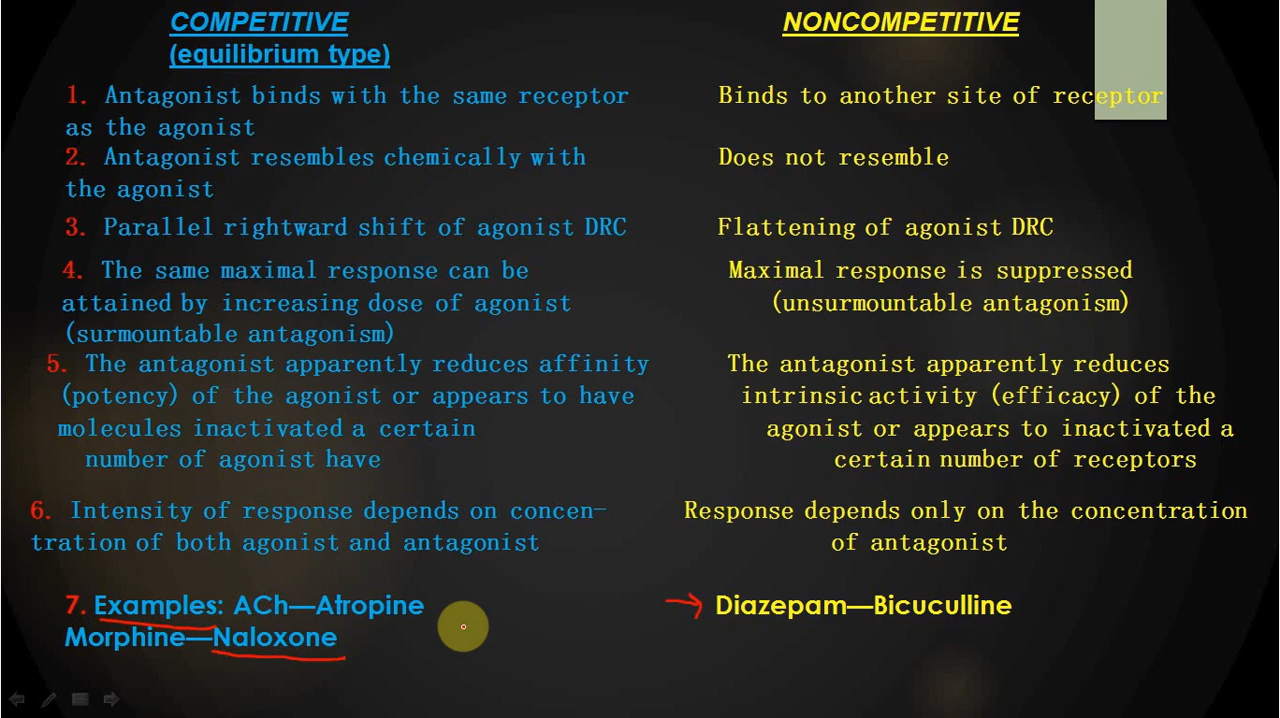 COMPETITIVE
(equilibrium type)
1. Antagonist binds with the same receptor
as the agonist
2. Antagonist resembles chemically with
the agonist
3. Parallel rightward shift of agonist DRC
4. The same maximal response can be
attained by increasing dose of agonist
(surmountable antagonism)
5. The antagonist apparently reduces affinity
(potency) of the agonist or appears to have
molecules inactivated a certain
number of agonist have
6. Intensity of response depends on concen-
tration of both agonist and antagonist
7. Examples: ACh—Atropine
Morphine—Naloxone
NONCOMPETITIVE
Binds to another site of receptor
Does not resemble
Flattening of agonist DRC
Maximal response is suppressed
(unsurmountable antagonism)
The antagonist apparently reduces
intrinsic activity (efficacy) of the
agonist or appears to inactivated a
certain number of receptors
Response depends only on the concentration
of antagonist
Diazepam—Bicuculline